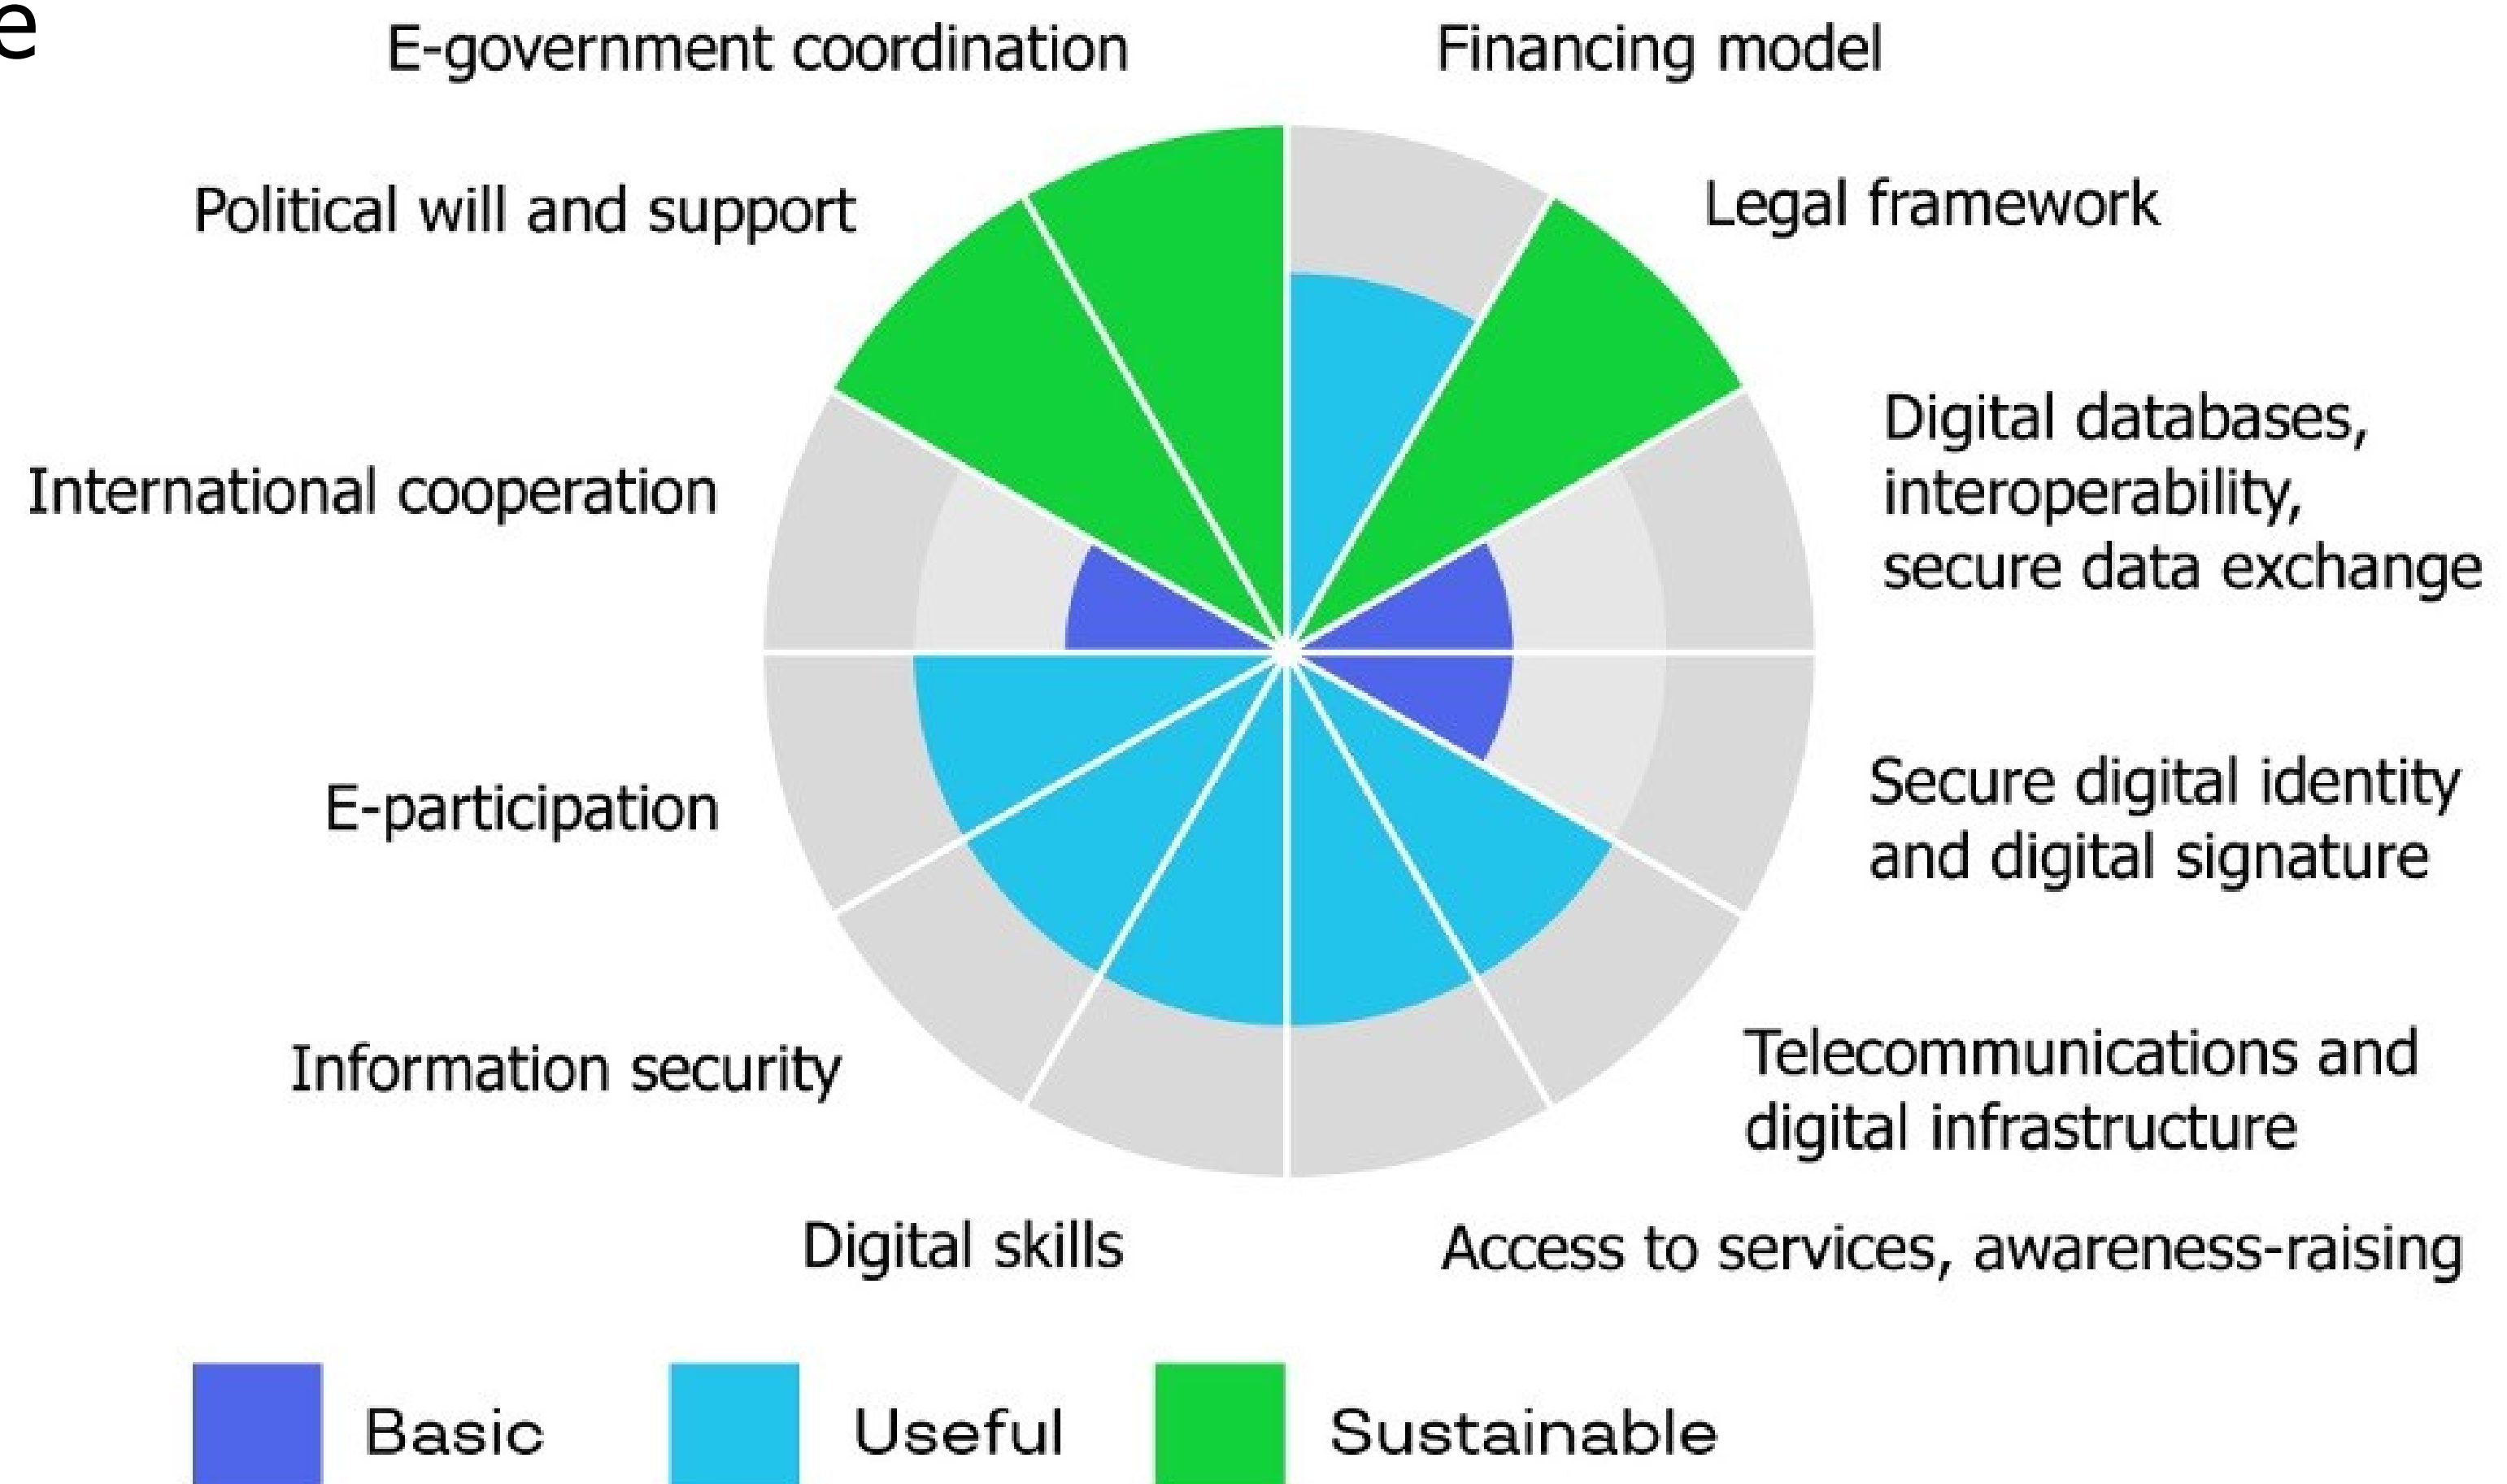 e
E-government coordination
Financing model
Political will and support
Legal framework
Digital databases,
interoperability,
secure data exchange
International cooperation
Secure digital identity
and digital signature
E-participation
Telecommunications and
digital infrastructure
Information security
Digital skills
Access to services, awareness-raising
Basic
Useful
Sustainable